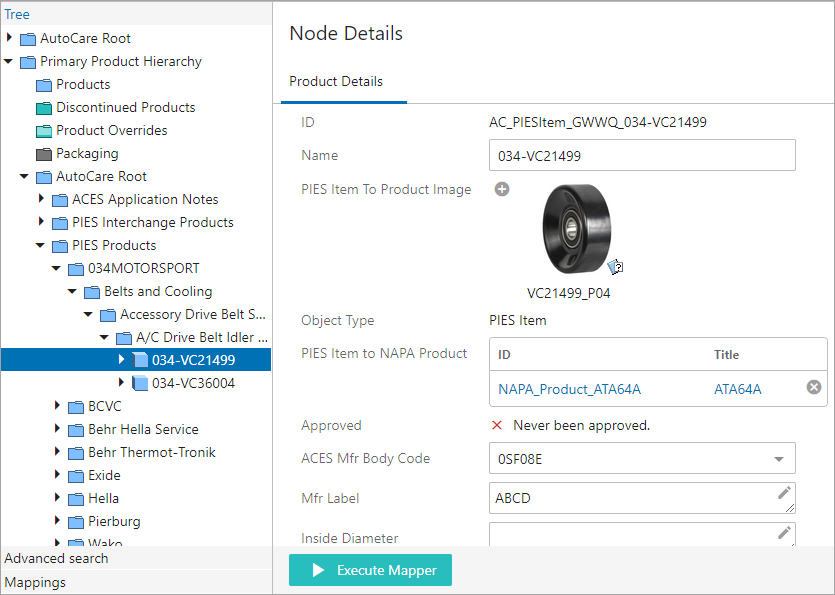 Tree
AutoCare Root
Primary Product Hierarchy
Products
Discontinued Products
Product Overrides
Packaging
AutoCare Root
ACES Application Notes
PIES Interchange Products
PIES Products
034MOTORSPORT
Belts and Cooling
Accessory Drive Belt S...
A/C Drive Belt Idler ...
034-VC21499
034-VC36004
BCVC
Behr Hella Service
Behr Thermot-Tronik
Exide
Hella
Pierburg
Wako
Advanced search
Mappings
Node Details
Product Details
ID AC_PIESItem_GWWQ_034-VC21499
Name 034-VC21499
PIES Item To Product Image
VC21499_P04
Object Type PIES Item
PIES Item to NAPA Product ID Title
NAPA_Product_ATA64A ATA64A
Approved Never been approved.
ACES Mfr Body Code 0SF08E
Mfr Label ABCD
Inside Diameter
Execute Mapper